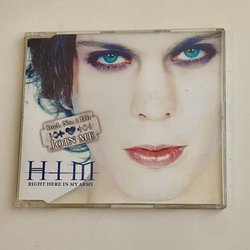 Incl. No. 1 Hit
JOIN ME
HIM
RIGHT HERE IN MY ARMS